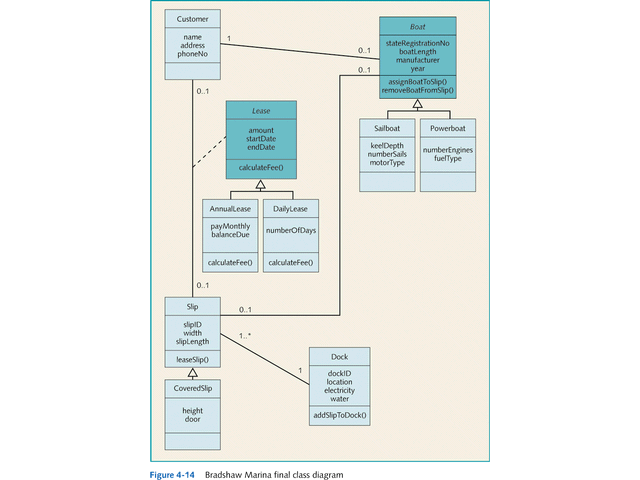 Customer
name
address
phoneNo
1
0..1
Boat
stateRegistrationNo
boatLength
manufacturer
year
assignBoatToSlip()
removeBoatFromSlip()
0..1
0..1
Lease
amount
startDate
endDate
calculateFee()
Sailboat
keelDepth
numberSails
motorType
Powerboat
numberEngines
fuelType
AnnualLease
payMonthly
balanceDue
calculateFee()
DailyLease
numberOfDays
calculateFee()
0..1
Slip
slipID
width
slipLength
leaseSlip()
0..1
1..*
1
Dock
dockID
location
electricity
water
addSlipToDock()
CoveredSlip
height
door
Figure 4-14 Bradshaw Marina final class diagram